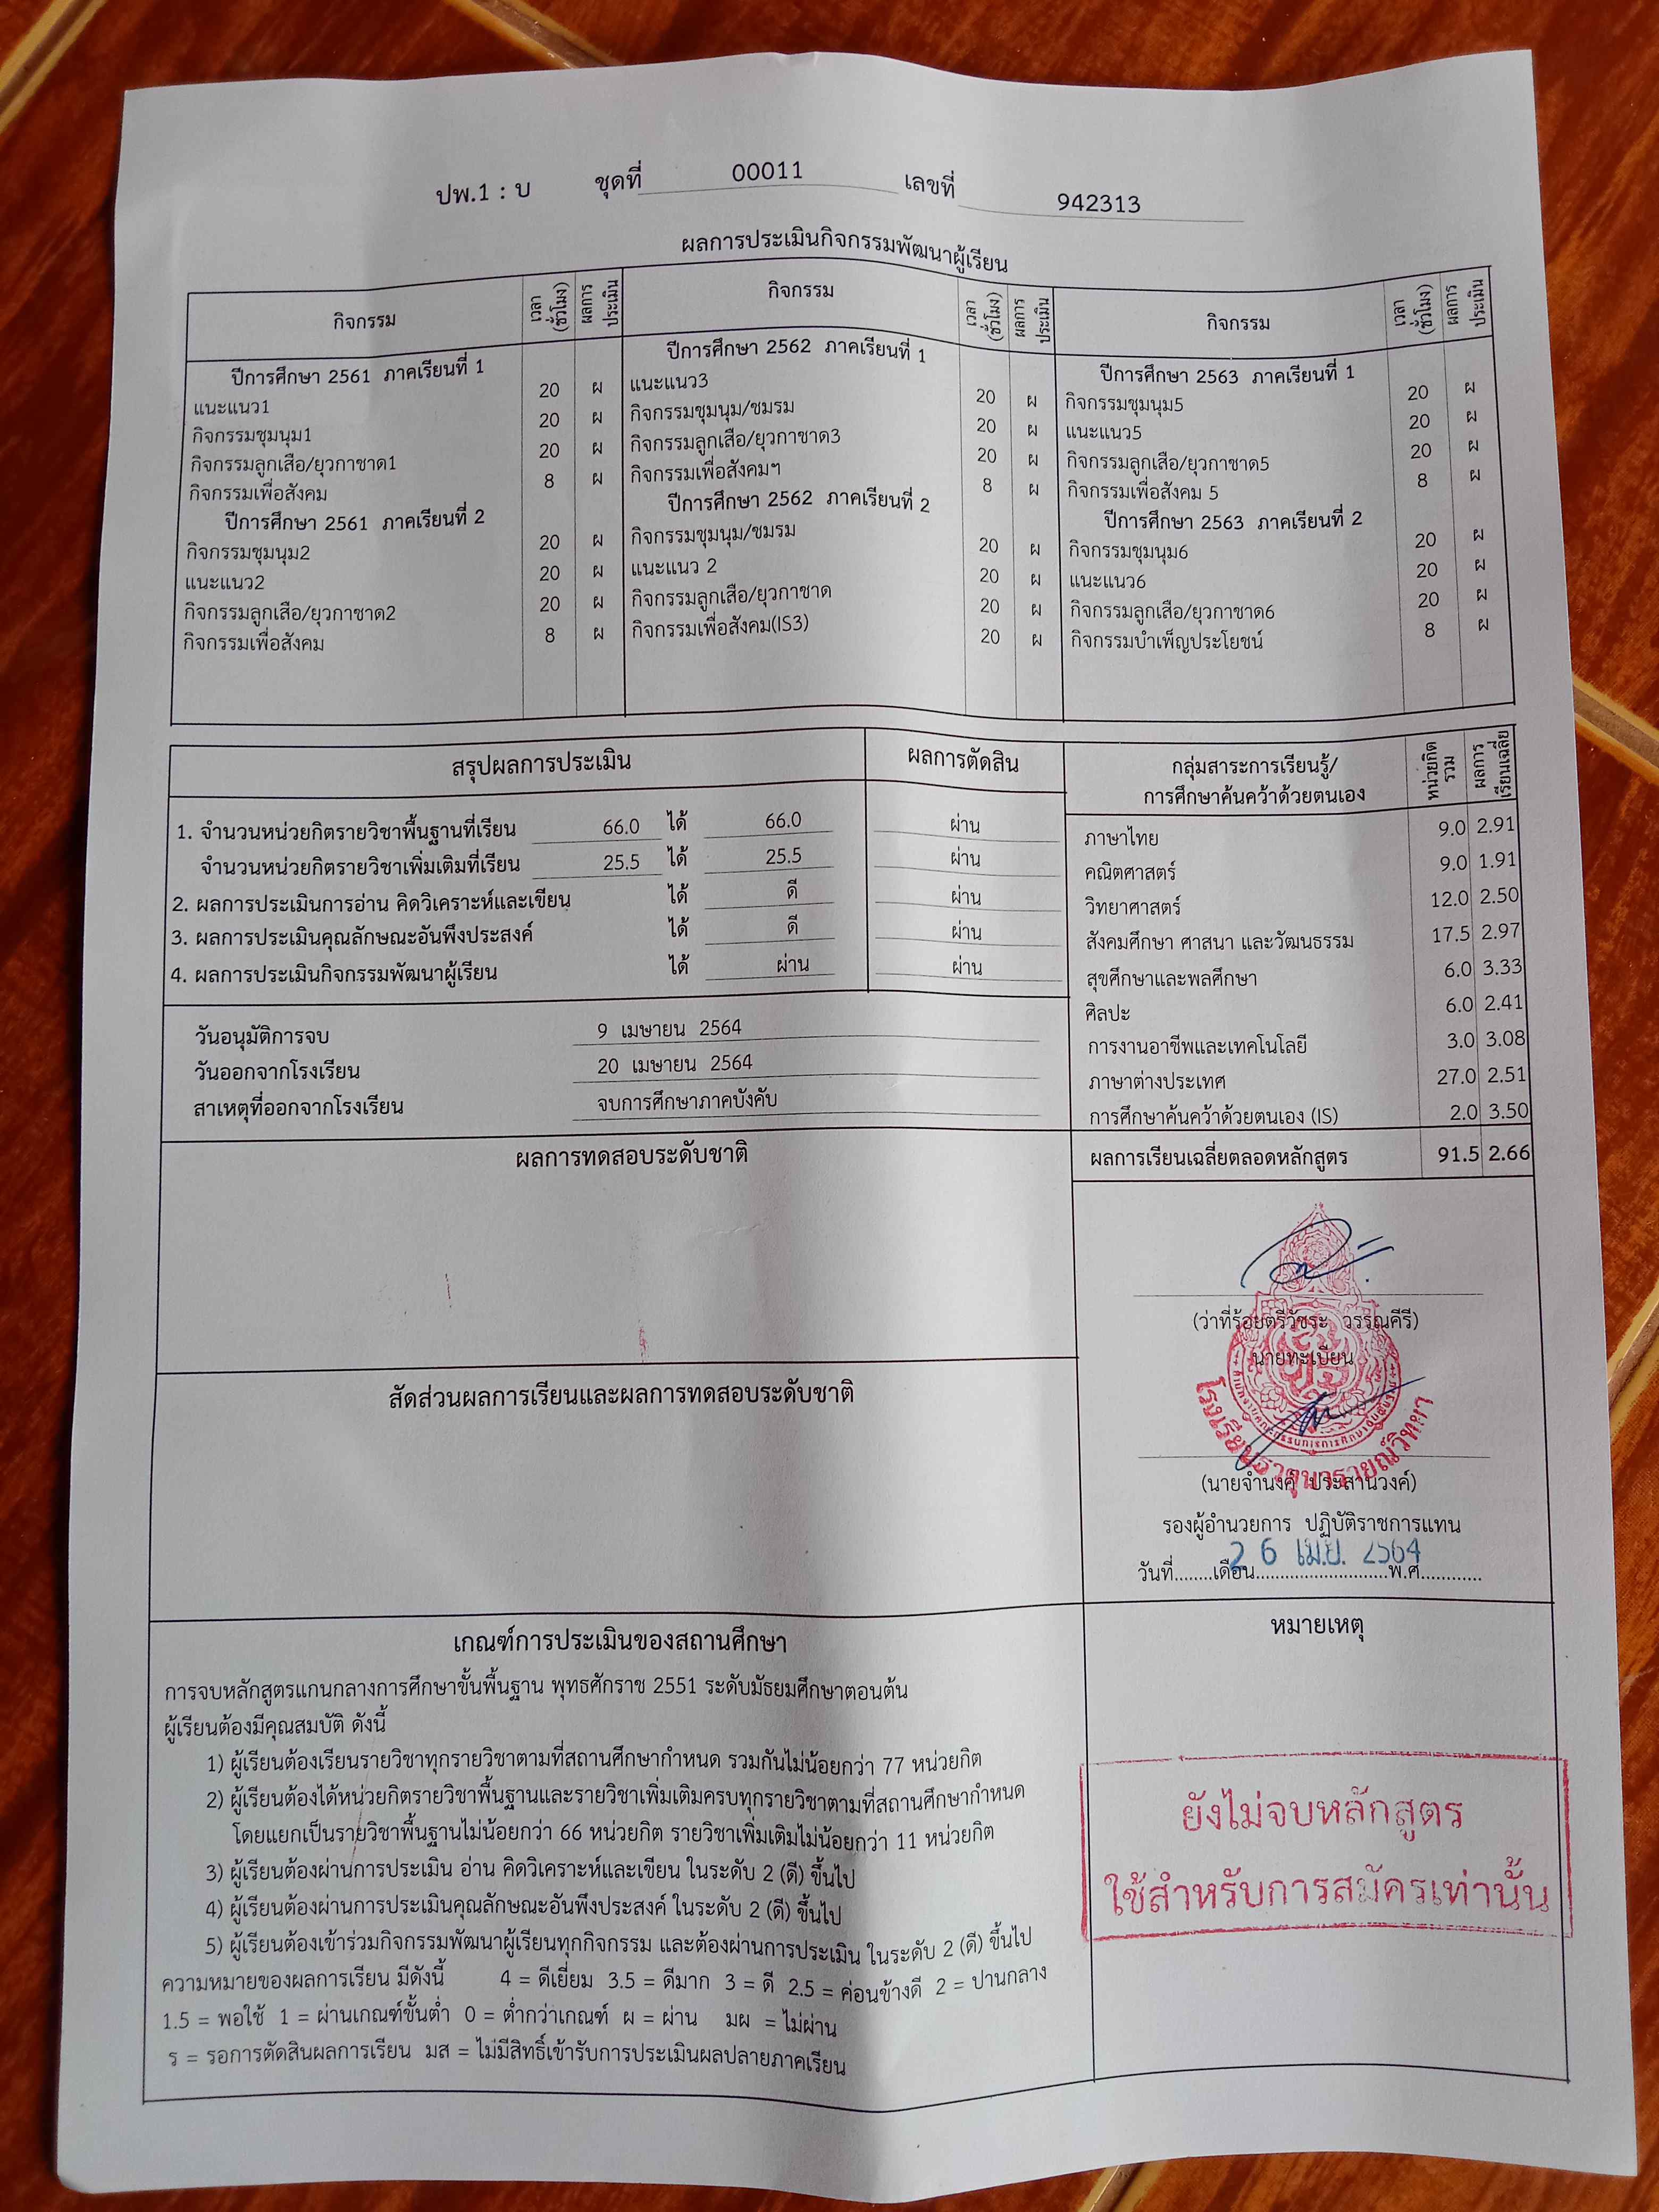 ปพ.1 : บ ชุดที่ 00011 เลขที่ 942313
ผลการประเมินกิจกรรมพัฒนาผู้เรียน
กิจกรรม เวลา (ชั่วโมง) ผลการประเมิน กิจกรรม เวลา (ชั่วโมง) ผลการประเมิน กิจกรรม เวลา (ชั่วโมง) ผลการประเมิน
ปีการศึกษา 2561 ภาคเรียนที่ 1
แนะแนว1 20 ผ
กิจกรรมชุมนุม1 20 ผ
กิจกรรมลูกเสือ/ยุวกาชาด1 20 ผ
กิจกรรมเพื่อสังคม 8 ผ
ปีการศึกษา 2561 ภาคเรียนที่ 2
กิจกรรมชุมนุม2 20 ผ
แนะแนว2 20 ผ
กิจกรรมลูกเสือ/ยุวกาชาด2 20 ผ
กิจกรรมเพื่อสังคม 8 ผ
ปีการศึกษา 2562 ภาคเรียนที่ 1
แนะแนว3 20 ผ
กิจกรรมชุมนุม/ชมรม 20 ผ
กิจกรรมลูกเสือ/ยุวกาชาด3 20 ผ
กิจกรรมเพื่อสังคมฯ 8 ผ
ปีการศึกษา 2562 ภาคเรียนที่ 2
กิจกรรมชุมนุม/ชมรม 20 ผ
แนะแนว 2 20 ผ
กิจกรรมลูกเสือ/ยุวกาชาด 20 ผ
กิจกรรมเพื่อสังคม(IS3) 20 ผ
ปีการศึกษา 2563 ภาคเรียนที่ 1
กิจกรรมชุมนุม5 20 ผ
แนะแนว5 20 ผ
กิจกรรมลูกเสือ/ยุวกาชาด5 20 ผ
กิจกรรมเพื่อสังคม 5 8 ผ
ปีการศึกษา 2563 ภาคเรียนที่ 2
กิจกรรมชุมนุม6 20 ผ
แนะแนว6 20 ผ
กิจกรรมลูกเสือ/ยุวกาชาด6 20 ผ
กิจกรรมบำเพ็ญประโยชน์ 8 ผ
สรุปผลการประเมิน ผลการตัดสิน
1. จำนวนหน่วยกิตรายวิชาพื้นฐานที่เรียน 66.0 ได้ 66.0 ผ่าน
จำนวนหน่วยกิตรายวิชาเพิ่มเติมที่เรียน 25.5 ได้ 25.5 ผ่าน
2. ผลการประเมินการอ่าน คิดวิเคราะห์และเขียน ได้ ดี ผ่าน
3. ผลการประเมินคุณลักษณะอันพึงประสงค์ ได้ ดี ผ่าน
4. ผลการประเมินกิจกรรมพัฒนาผู้เรียน ได้ ผ่าน ผ่าน
วันอนุมัติการจบ 9 เมษายน 2564
วันออกจากโรงเรียน 20 เมษายน 2564
สาเหตุที่ออกจากโรงเรียน จบการศึกษาภาคบังคับ
กลุ่มสาระการเรียนรู้/ การศึกษาค้นคว้าด้วยตนเอง หน่วยกิตรวม ผลการเรียนเฉลี่ย
ภาษาไทย 9.0 2.91
คณิตศาสตร์ 9.0 1.91
วิทยาศาสตร์ 12.0 2.50
สังคมศึกษา ศาสนา และวัฒนธรรม 17.5 2.97
สุขศึกษาและพลศึกษา 6.0 3.33
ศิลปะ 6.0 2.41
การงานอาชีพและเทคโนโลยี 3.0 3.08
ภาษาต่างประเทศ 27.0 2.51
การศึกษาค้นคว้าด้วยตนเอง (IS) 2.0 3.50
ผลการเรียนเฉลี่ยตลอดหลักสูตร 91.5 2.66
ผลการทดสอบระดับชาติ
สัดส่วนผลการเรียนและผลการทดสอบระดับชาติ
(ว่าที่ร้อยตรีวัชระ วรรณคีรี)
นายทะเบียน
สำนักงานคณะกรรมการการศึกษาขั้นพื้นฐาน
(นายจำนงค์ ประสานวงค์)
รองผู้อำนวยการ ปฏิบัติราชการแทน
26 เม.ย. 2564
วันที่........เดือน...........................พ.ศ............
เกณฑ์การประเมินของสถานศึกษา
การจบหลักสูตรแกนกลางการศึกษาขั้นพื้นฐาน พุทธศักราช 2551 ระดับมัธยมศึกษาตอนต้น
ผู้เรียนต้องมีคุณสมบัติ ดังนี้
1) ผู้เรียนต้องเรียนรายวิชาทุกรายวิชาตามที่สถานศึกษากำหนด รวมกันไม่น้อยกว่า 77 หน่วยกิต
2) ผู้เรียนต้องได้หน่วยกิตรายวิชาพื้นฐานและรายวิชาเพิ่มเติมครบทุกรายวิชาตามที่สถานศึกษากำหนด
โดยแยกเป็นรายวิชาพื้นฐานไม่น้อยกว่า 66 หน่วยกิต รายวิชาเพิ่มเติมไม่น้อยกว่า 11 หน่วยกิต
3) ผู้เรียนต้องผ่านการประเมิน อ่าน คิดวิเคราะห์และเขียน ในระดับ 2 (ดี) ขึ้นไป
4) ผู้เรียนต้องผ่านการประเมินคุณลักษณะอันพึงประสงค์ ในระดับ 2 (ดี) ขึ้นไป
5) ผู้เรียนต้องเข้าร่วมกิจกรรมพัฒนาผู้เรียนทุกกิจกรรม และต้องผ่านการประเมิน ในระดับ 2 (ดี) ขึ้นไป
ความหมายของผลการเรียน มีดังนี้ 4 = ดีเยี่ยม 3.5 = ดีมาก 3 = ดี 2.5 = ค่อนข้างดี 2 = ปานกลาง
1.5 = พอใช้ 1 = ผ่านเกณฑ์ขั้นต่ำ 0 = ต่ำกว่าเกณฑ์ ผ = ผ่าน มผ = ไม่ผ่าน
ร = รอการตัดสินผลการเรียน มส = ไม่มีสิทธิ์เข้ารับการประเมินผลปลายภาคเรียน
หมายเหตุ
ยังไม่จบหลักสูตร
ใช้สำหรับการสมัครเท่านั้น